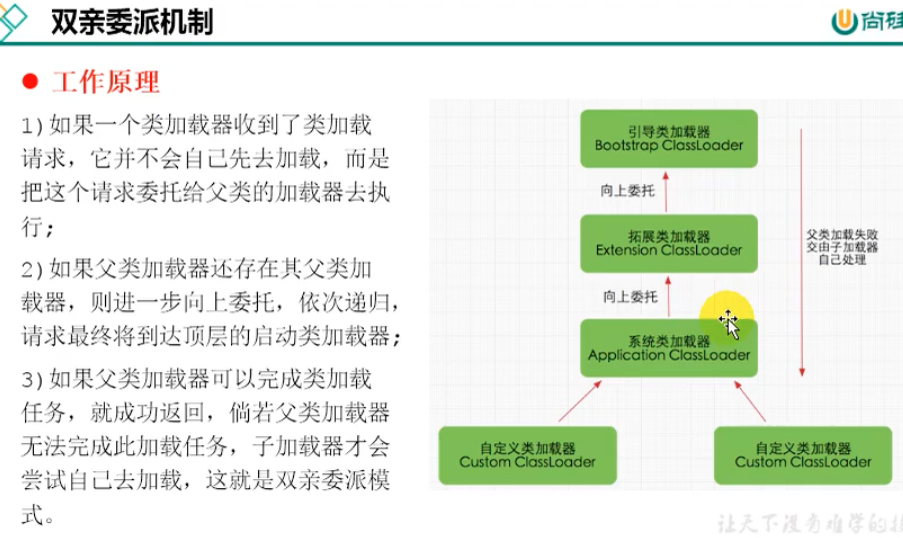 双亲委派机制
尚硅
工作原理
1)如果一个类加载器收到了类加载
请求，它并不会自己先去加载，而是
把这个请求委托给父类的加载器去执
行；
2)如果父类加载器还存在其父类加
载器，则进一步向上委托，依次递归，
请求最终将到达顶层的启动类加载器；
3)如果父类加载器可以完成类加载
任务，就成功返回，倘若父类加载器
无法完成此加载任务，子加载器才会
尝试自己去加载，这就是双亲委派模
式。
引导类加载器
Bootstrap ClassLoader
向上委托
拓展类加载器
Extension ClassLoader
向上委托
系统类加载器
Application ClassLoader
父类加载失败
交由子加载器
自己处理
自定义类加载器
Custom ClassLoader
自定义类加载器
Custom ClassLoader
让天下没有难学的技